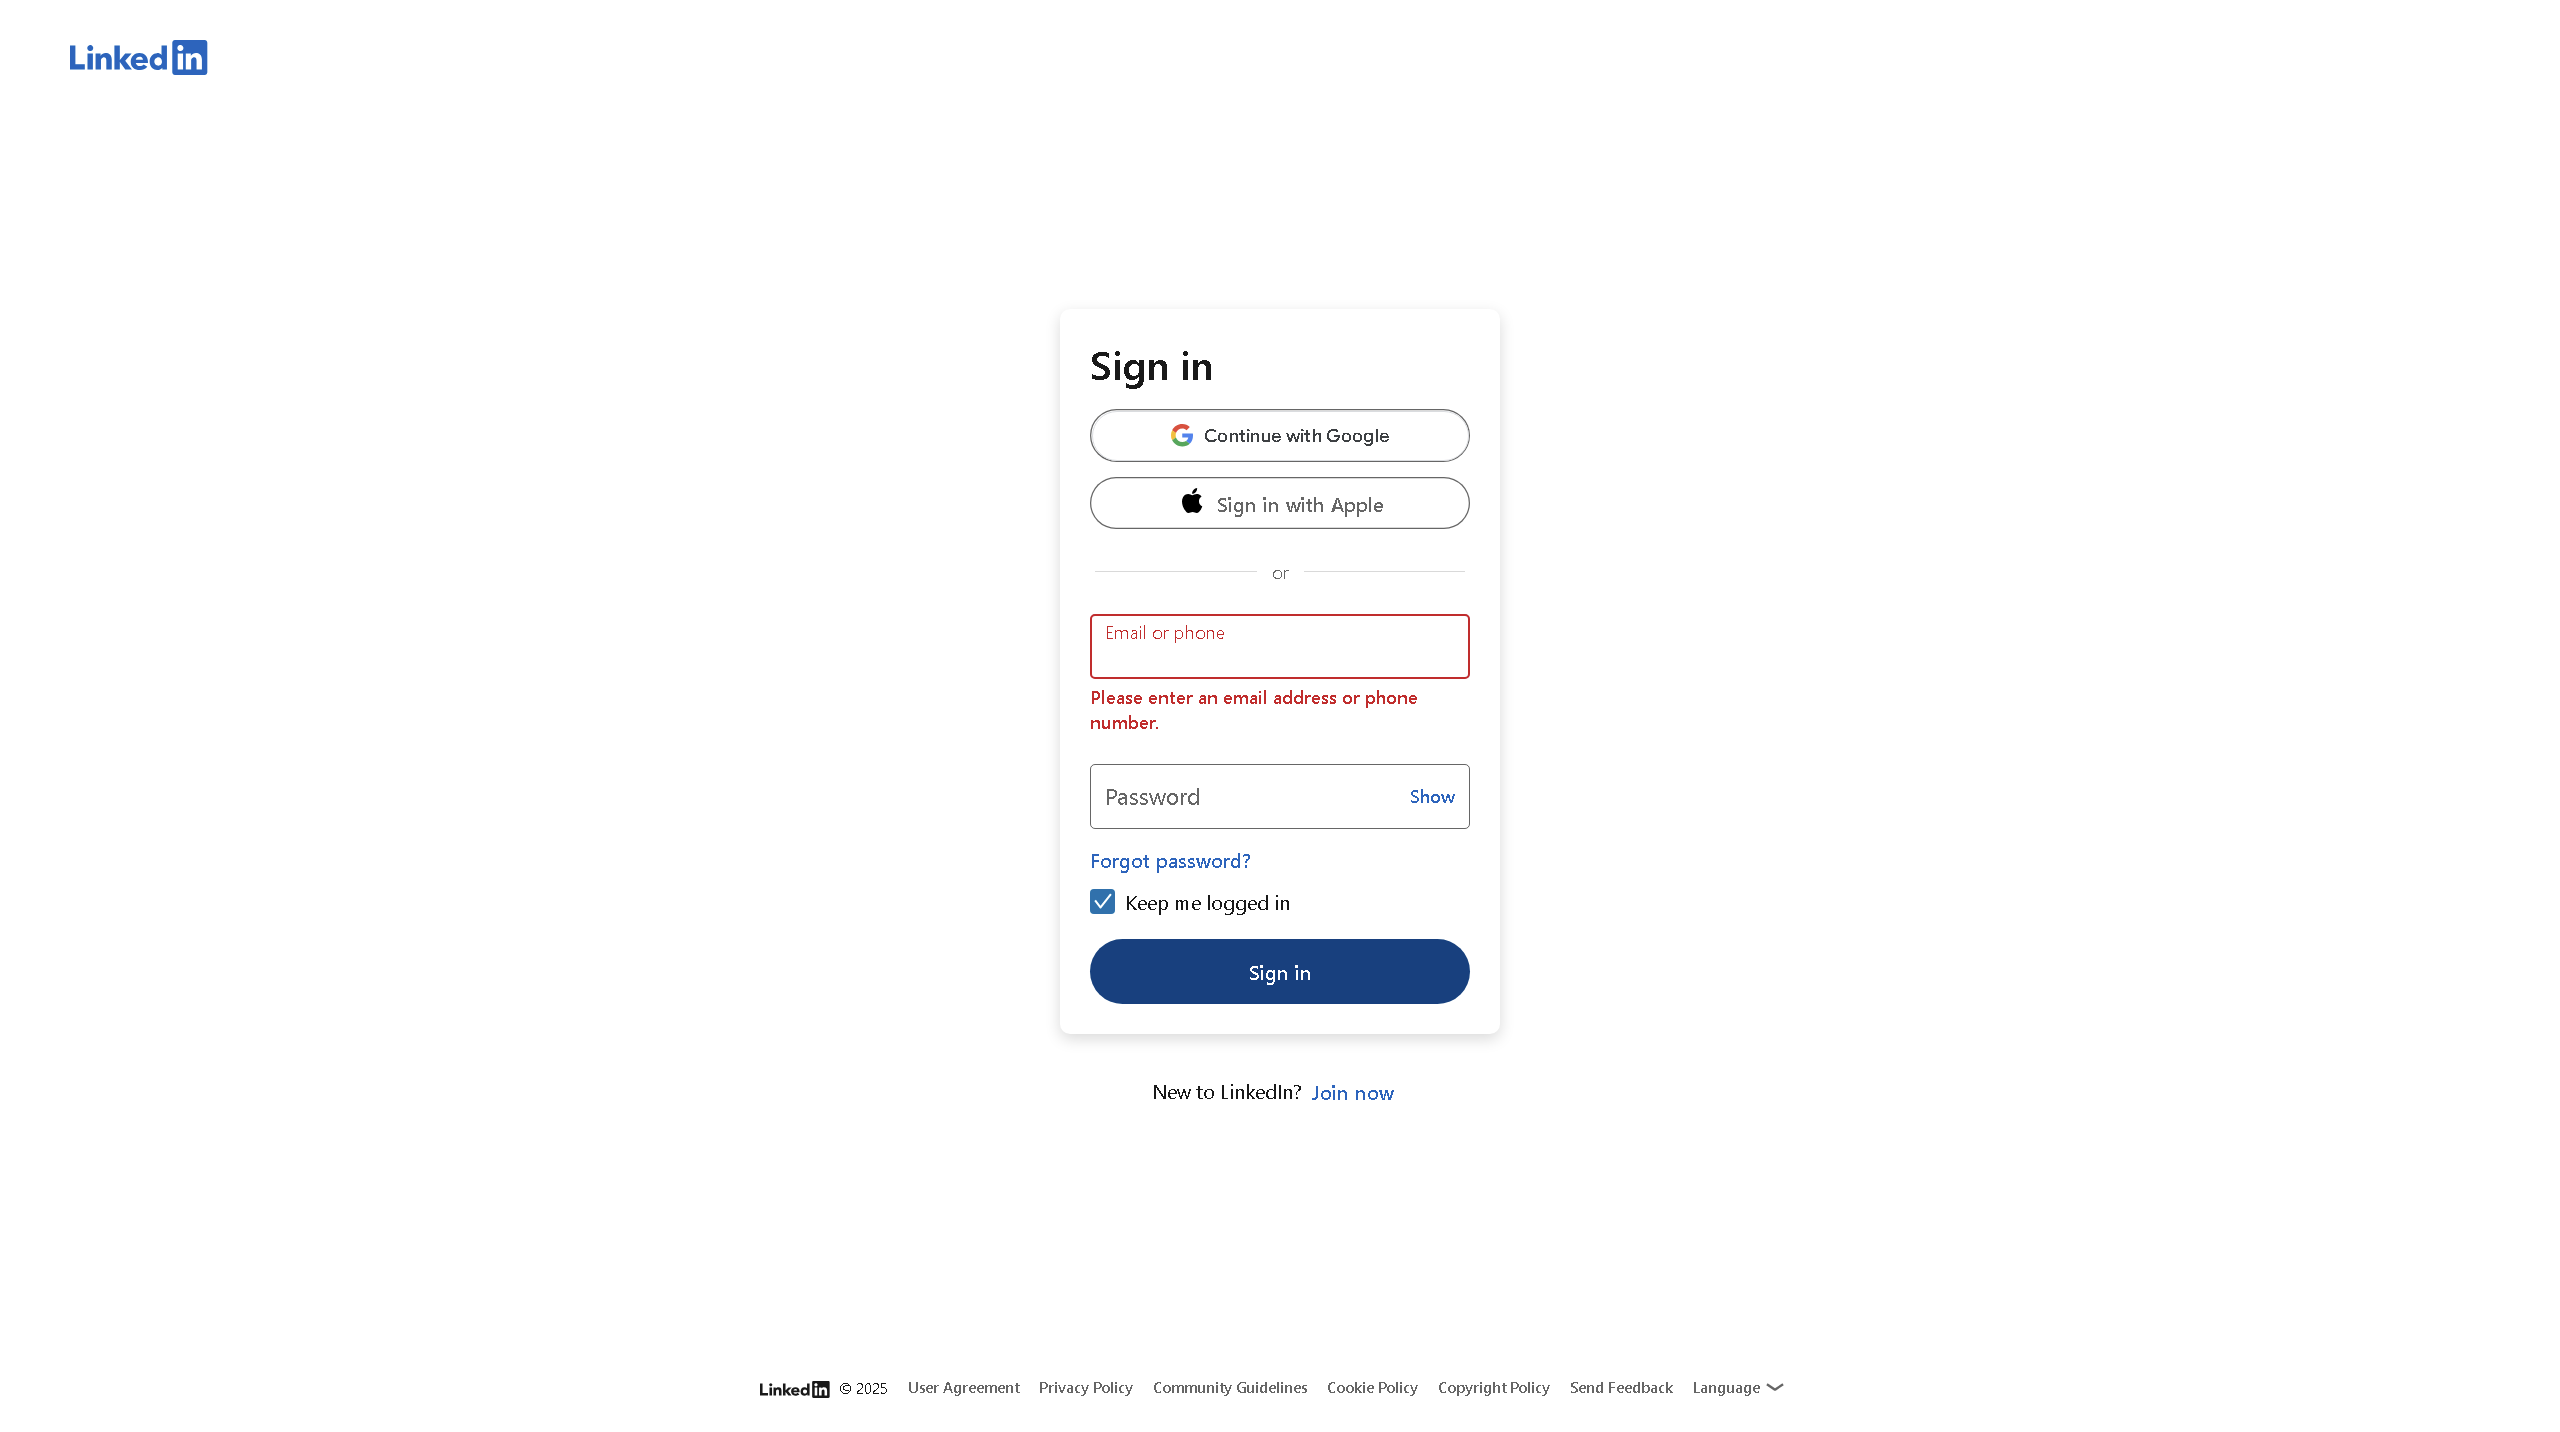 LinkedIn
Sign in
Continue with Google
Sign in with Apple
or
Email or phone
Please enter an email address or phone
number.
Password Show
Forgot password?
Keep me logged in
Sign in
New to LinkedIn? Join now
LinkedIn © 2025 User Agreement Privacy Policy Community Guidelines Cookie Policy Copyright Policy Send Feedback Language